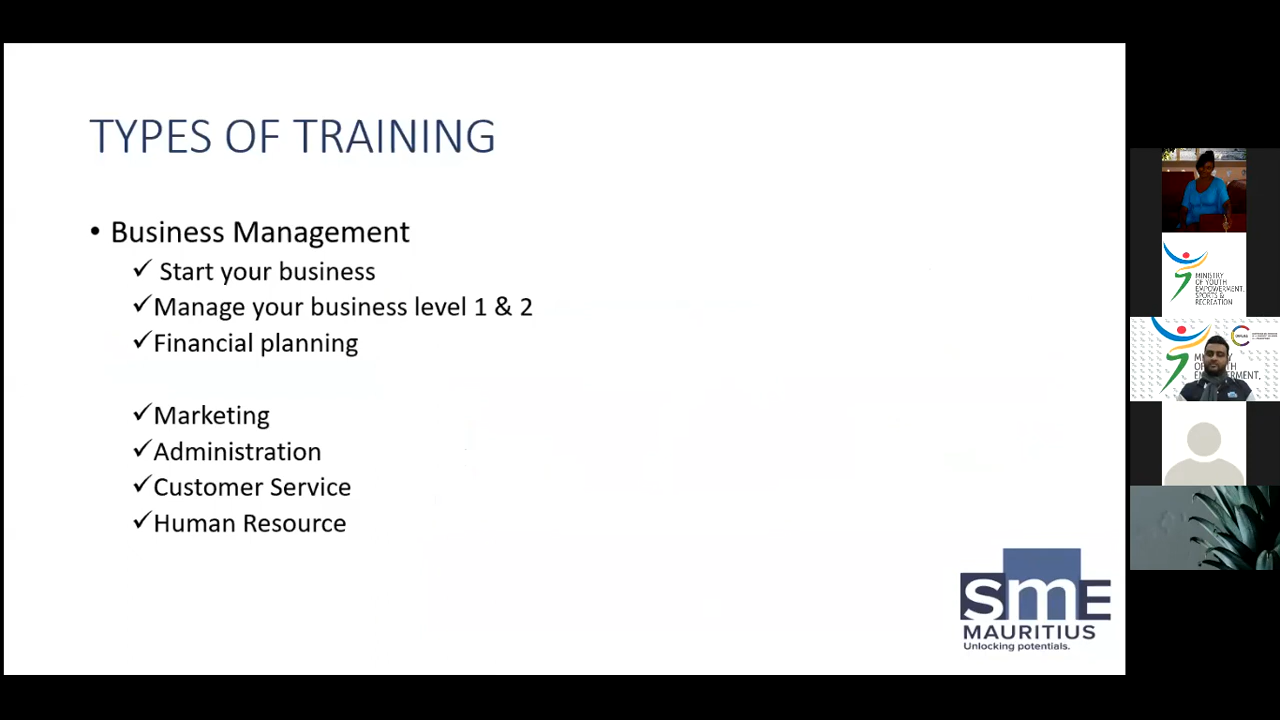 TYPES OF TRAINING
• Business Management
✓ Start your business
✓Manage your business level 1 & 2
✓Financial planning
✓Marketing
✓Administration
✓Customer Service
✓Human Resource
SmE
MAURITIUS
Unlocking potentials.
MINISTRY
OF YOUTH
EMPOWERMENT,
SPORTS &
RECREATION